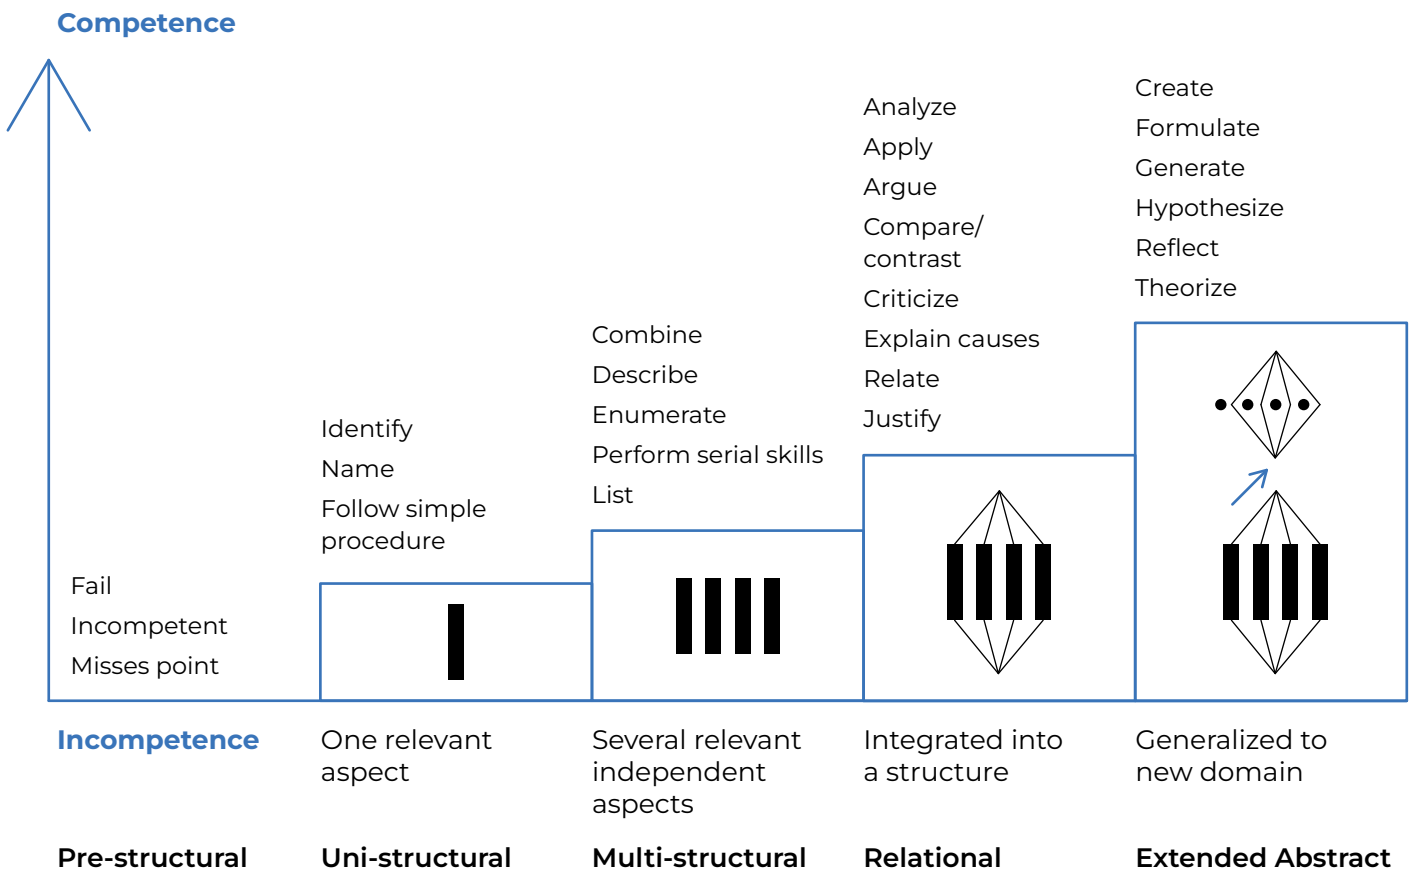 Competence
Fail
Incompetent
Misses point
Identify
Name
Follow simple
procedure
Combine
Describe
Enumerate
Perform serial skills
List
Analyze
Apply
Argue
Compare/
contrast
Criticize
Explain causes
Relate
Justify
Create
Formulate
Generate
Hypothesize
Reflect
Theorize
Incompetence
One relevant
aspect
Several relevant
independent
aspects
Integrated into
a structure
Generalized to
new domain
Pre-structural
Uni-structural
Multi-structural
Relational
Extended Abstract